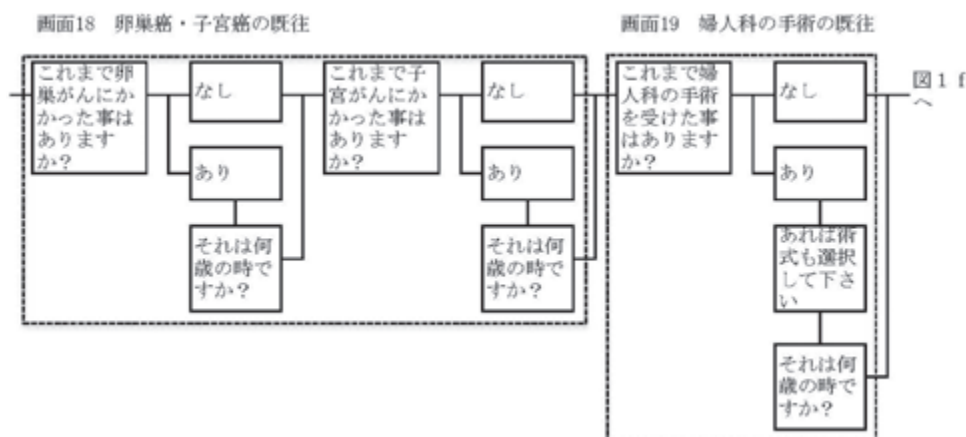 画面18 卵巣癌・子宮癌の既往
これまで卵
巣がんにか
かった事は
あります
か?
なし
あり
それは何
歳の時で
すか?
これまで子
宮がんにか
かった事は
あります
か?
なし
あり
それは何
歳の時で
すか?
画面19 婦人科の手術の既往
これまで婦
人科の手術
を受けた事
はあります
か?
なし
あり
あれば術
式も選択
して下さ
い
それは何
歳の時で
すか?
図1 f
へ